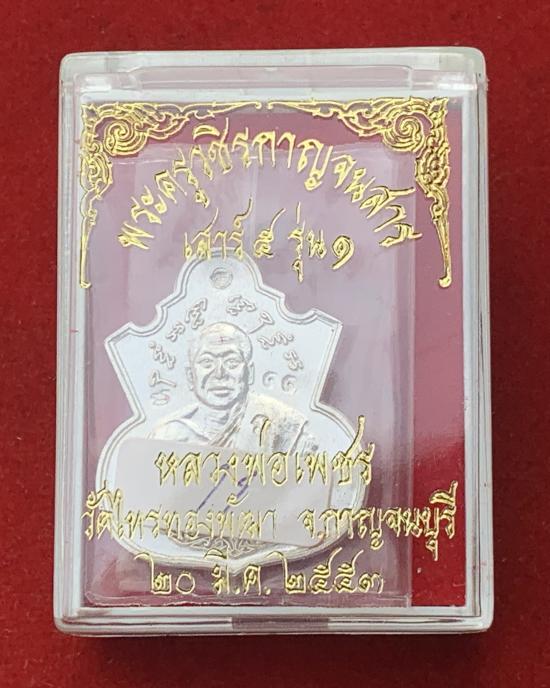 พระครูวชิรกาญจนสาร
เสาร์ ๕ รุ่น ๑
หลวงพ่อเพชร
วัดไทรทองพัฒนา จ.กาญจนบุรี
๒๐ มี.ค. ๒๕๕๓